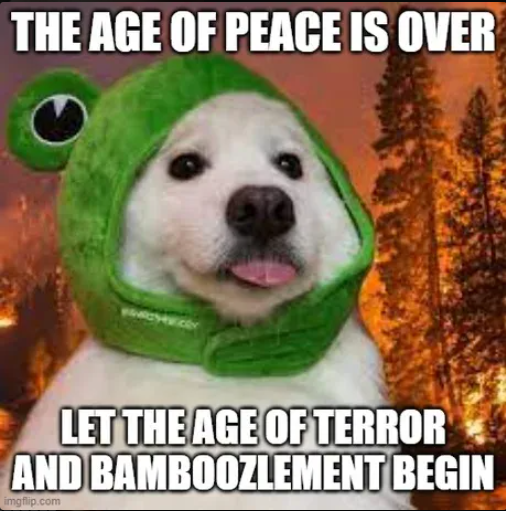 THE AGE OF PEACE IS OVER
LET THE AGE OF TERROR
AND BAMBOOZLEMENT BEGIN
imgflip.com